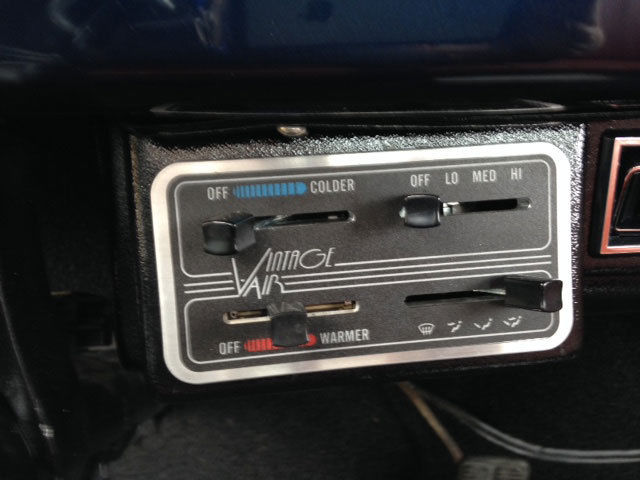 OFF COLDER
OFF LO MED HI
VINTAGE
AIR
OFF WARMER